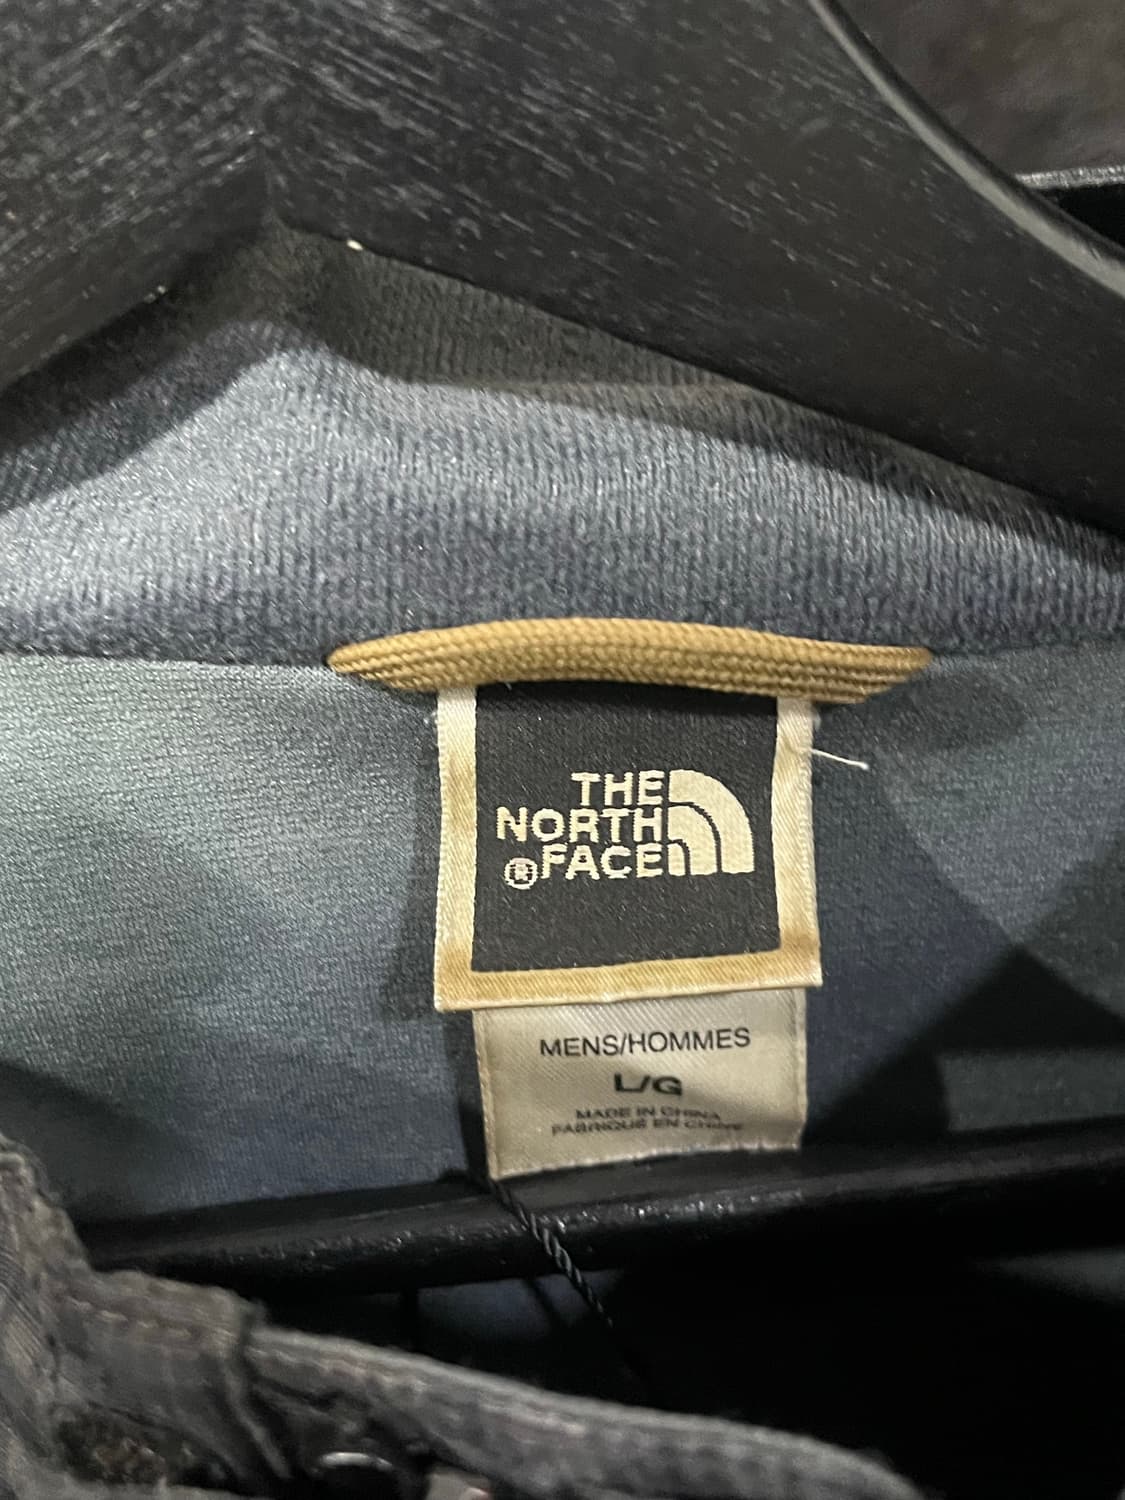 THE
NORTH
®FACE
MENS/HOMMES
L/G
MADE IN CHINA
FABRIQUÉ EN CHINE